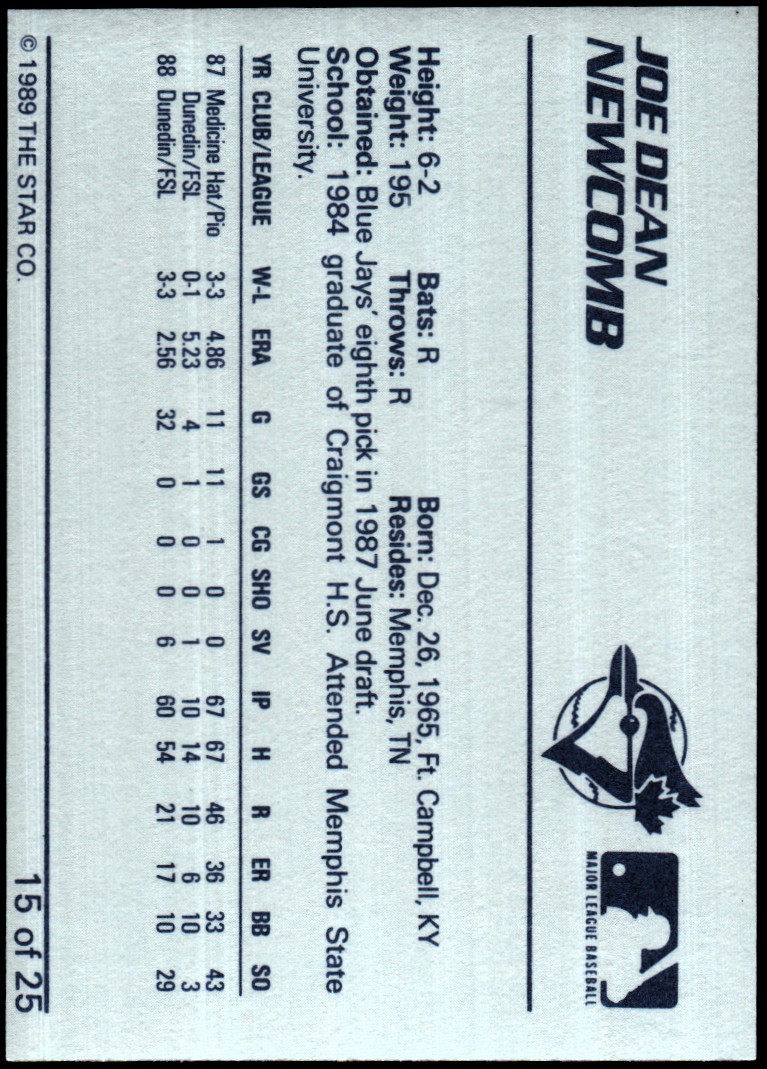 JOE DEAN
NEWCOMB
MAJOR LEAGUE BASEBALL
Height: 6-2 Bats: R Born: Dec. 26, 1965, Ft. Campbell, KY
Weight: 195 Throws: R Resides: Memphis, TN
Obtained: Blue Jays' eighth pick in 1987 June draft.
School: 1984 graduate of Craigmont H.S. Attended Memphis State
University.
YR CLUB/LEAGUE W-L ERA G GS CG SHO SV IP H R ER BB SO
87 Medicine Hat/Pio 3-3 4.86 11 11 1 0 0 67 67 46 36 33 43
Dunedin/FSL 0-1 5.23 4 1 0 0 1 10 14 10 6 10 3
88 Dunedin/FSL 3-3 2.56 32 0 0 0 6 60 54 21 17 10 29
© 1989 THE STAR CO. 15 of 25